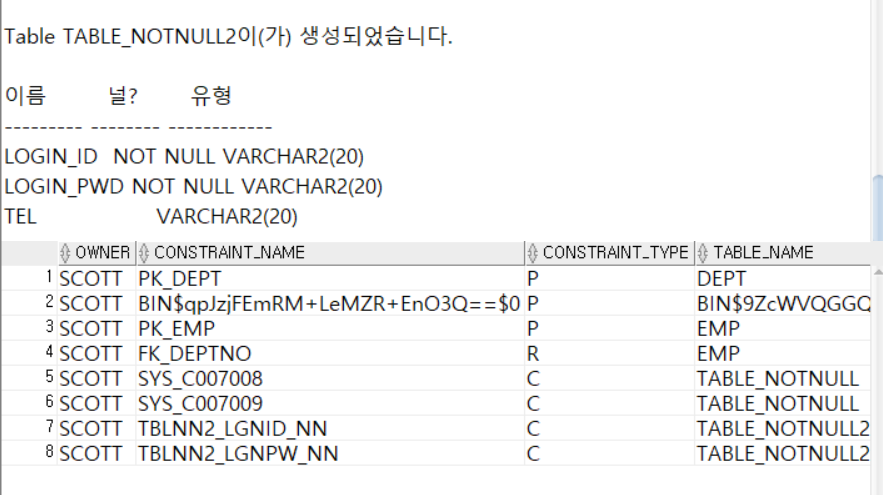 Table TABLE_NOTNULL2이(가) 생성되었습니다.
이름 널? 유형
--------- -------- ------------
LOGIN_ID NOT NULL VARCHAR2(20)
LOGIN_PWD NOT NULL VARCHAR2(20)
TEL VARCHAR2(20)
OWNER CONSTRAINT_NAME CONSTRAINT_TYPE TABLE_NAME
1 SCOTT PK_DEPT P DEPT
2 SCOTT BIN$qpJzjFEmRM+LeMZR+EnO3Q==$0 P BIN$9ZcWVQGGQ
3 SCOTT PK_EMP P EMP
4 SCOTT FK_DEPTNO R EMP
5 SCOTT SYS_C007008 C TABLE_NOTNULL
6 SCOTT SYS_C007009 C TABLE_NOTNULL
7 SCOTT TBLNN2_LGNID_NN C TABLE_NOTNULL2
8 SCOTT TBLNN2_LGNPW_NN C TABLE_NOTNULL2